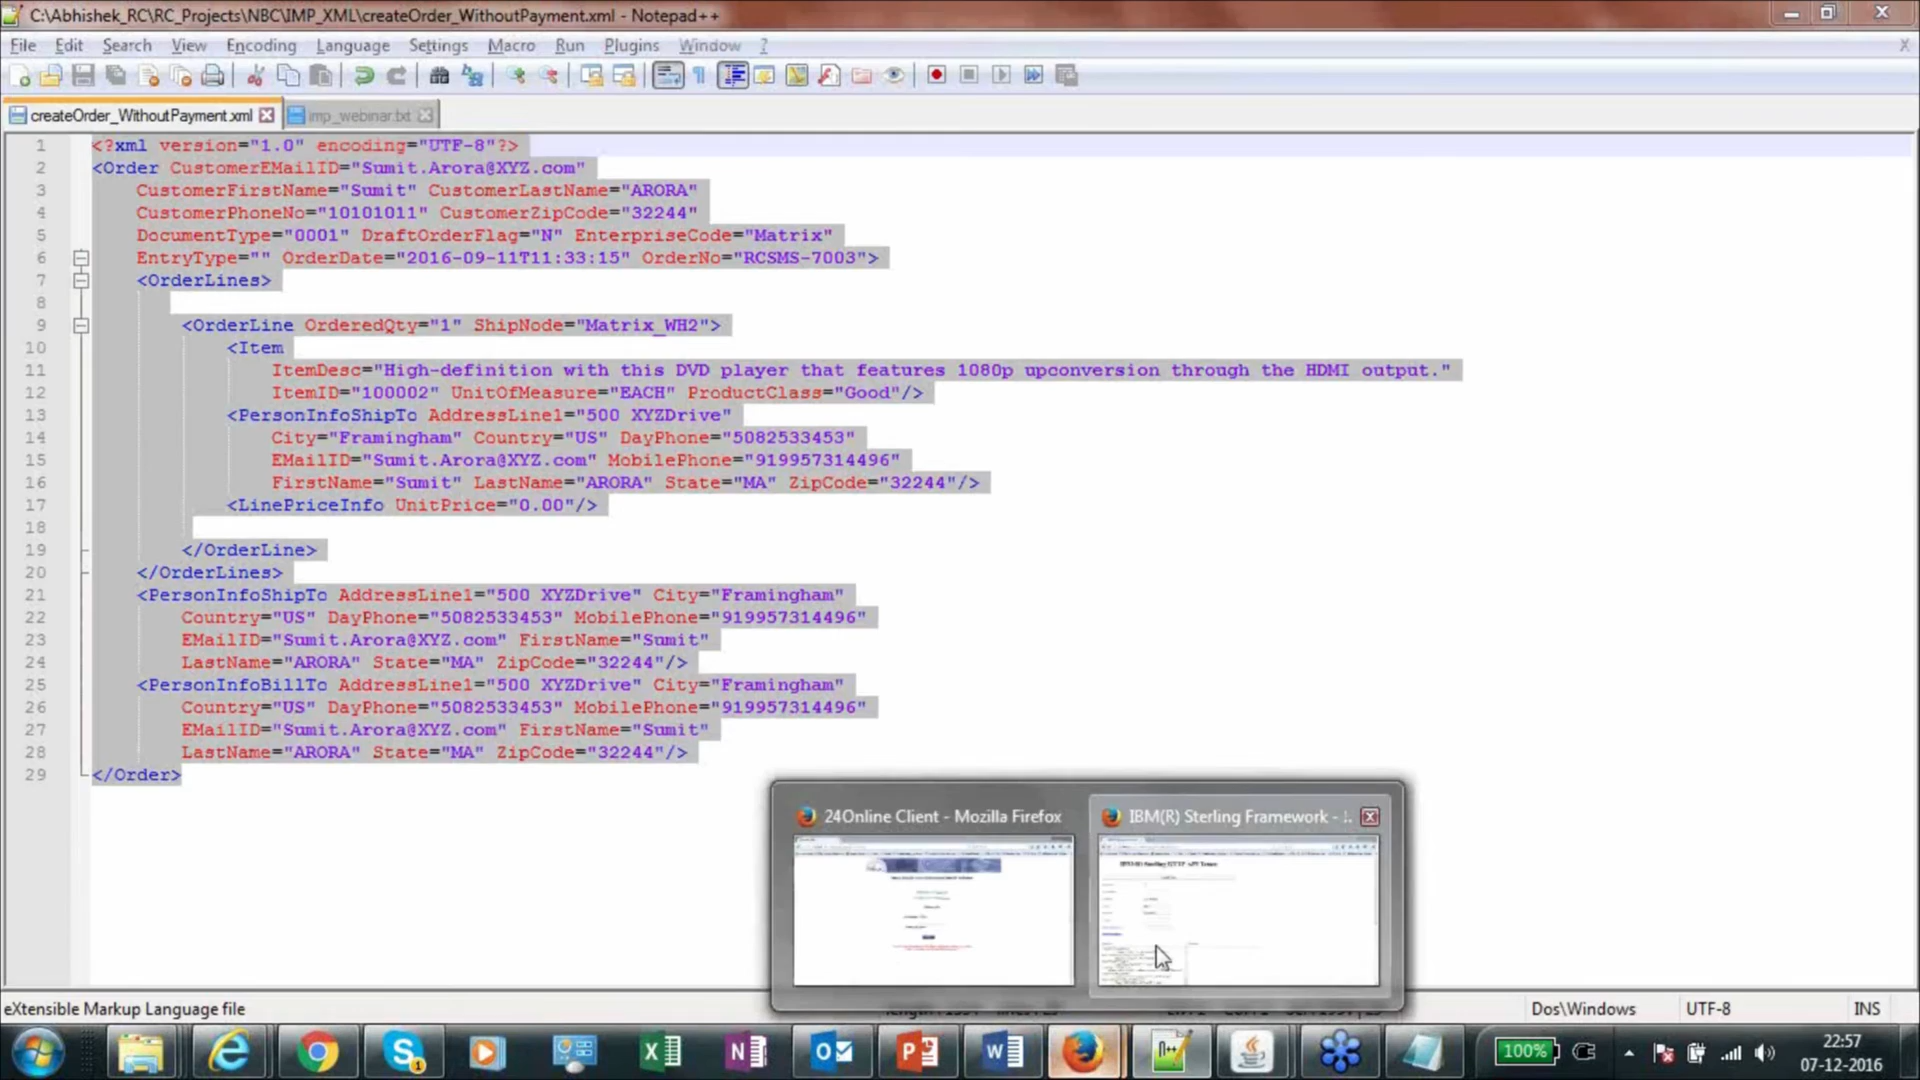 C:\Abhishek_RC\RC_Projects\NBC\IMP_XML\createOrder_WithoutPayment.xml - Notepad++
File Edit Search View Encoding Language Settings Macro Run Plugins Window ? X
createOrder_WithoutPayment.xml imp_webinar.txt
1 <?xml version="1.0" encoding="UTF-8"?>
2 <Order CustomerEMailID="Sumit.Arora@XYZ.com"
3 CustomerFirstName="Sumit" CustomerLastName="ARORA"
4 CustomerPhoneNo="10101011" CustomerZipCode="32244"
5 DocumentType="0001" DraftOrderFlag="N" EnterpriseCode="Matrix"
6 EntryType="" OrderDate="2016-09-11T11:33:15" OrderNo="RCSMS-7003">
7 <OrderLines>
8
9 <OrderLine OrderedQty="1" ShipNode="Matrix_WH2">
10 <Item
11 ItemDesc="High-definition with this DVD player that features 1080p upconversion through the HDMI output."
12 ItemID="100002" UnitOfMeasure="EACH" ProductClass="Good"/>
13 <PersonInfoShipTo AddressLine1="500 XYZDrive"
14 City="Framingham" Country="US" DayPhone="5082533453"
15 EMailID="Sumit.Arora@XYZ.com" MobilePhone="919957314496"
16 FirstName="Sumit" LastName="ARORA" State="MA" ZipCode="32244"/>
17 <LinePriceInfo UnitPrice="0.00"/>
18
19 </OrderLine>
20 </OrderLines>
21 <PersonInfoShipTo AddressLine1="500 XYZDrive" City="Framingham"
22 Country="US" DayPhone="5082533453" MobilePhone="919957314496"
23 EMailID="Sumit.Arora@XYZ.com" FirstName="Sumit"
24 LastName="ARORA" State="MA" ZipCode="32244"/>
25 <PersonInfoBillTo AddressLine1="500 XYZDrive" City="Framingham"
26 Country="US" DayPhone="5082533453" MobilePhone="919957314496"
27 EMailID="Sumit.Arora@XYZ.com" FirstName="Sumit"
28 LastName="ARORA" State="MA" ZipCode="32244"/>
29 </Order>
24Online Client - Mozilla Firefox IBM(R) Sterling Framework - :.
eXtensible Markup Language file Dos\Windows UTF-8 INS
100% 22:57
07-12-2016